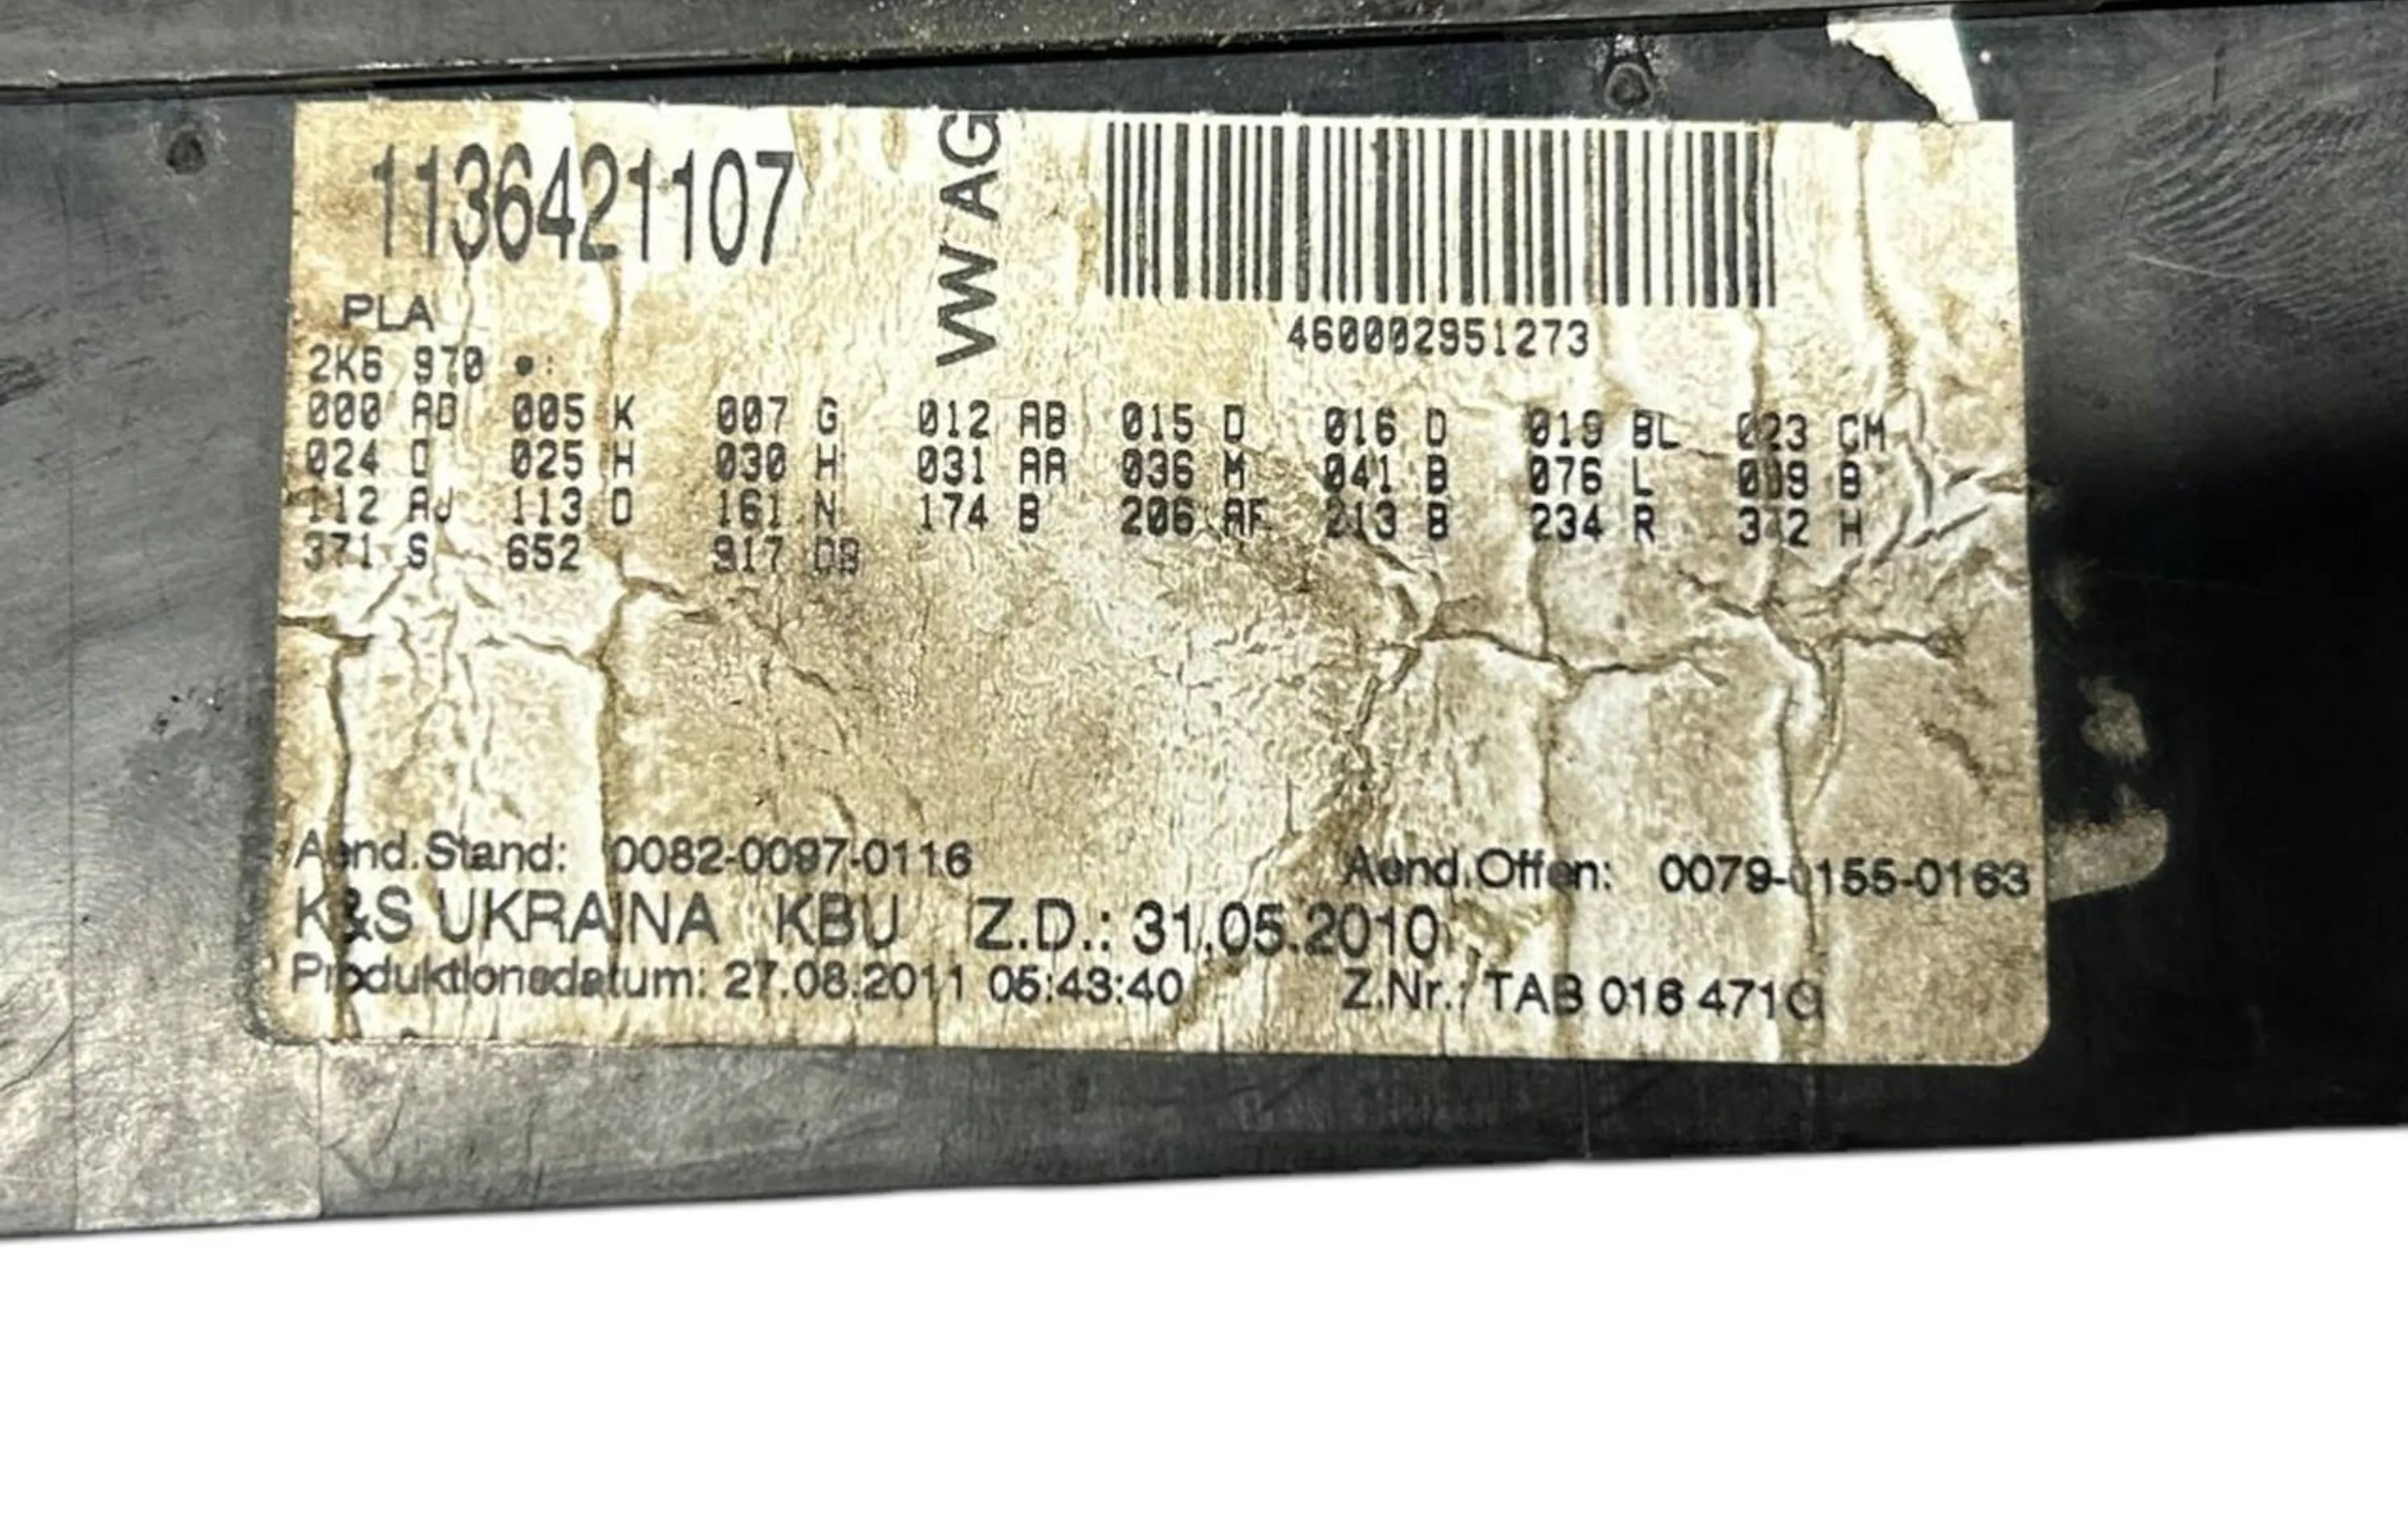 1136421107
VW AG
460002951273
PLA
2K6 970
000 AD 005 K 007 G 012 AB 015 D 016 D 019 BL 023 CM
024 D 025 H 030 H 031 AA 036 M 041 B 076 L B
112 AJ 113 D 161 N 174 B 206 AF 213 B 234 R 342 H
371 S 652 917
Aend.Stand: 0082-0097-0116 Aend.Offen: 0079-0155-0163
K&S UKRAINA KBU Z.D.: 31.05.2010
Produktionsdatum: 27.08.2011 05:43:40 Z.Nr.: TAB 016 471